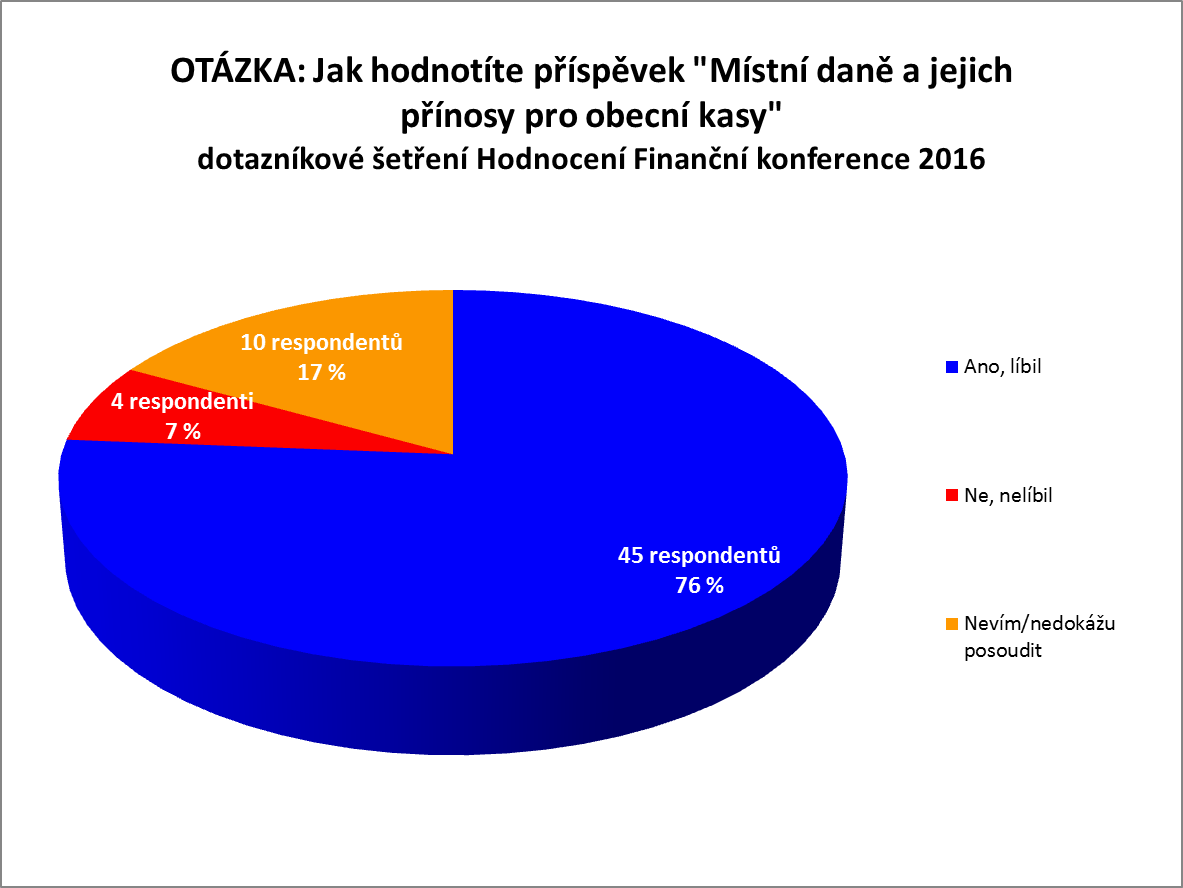 OTÁZKA: Jak hodnotíte příspěvek "Místní daně a jejich
přínosy pro obecní kasy"
dotazníkové šetření Hodnocení Finanční konference 2016
10 respondentů
17 %
4 respondenti
7 %
45 respondentů
76 %
Ano, líbil
Ne, nelíbil
Nevím/nedokážu
posoudit